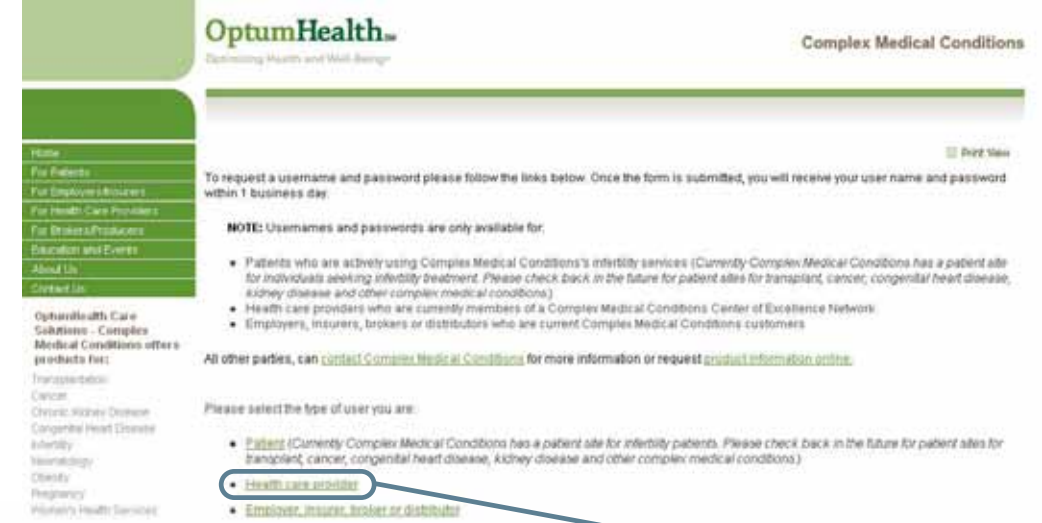 OptumHealth℠
Optimizing Health and Well-Being℠
Complex Medical Conditions
Print View
Home
For Patients
For Employers/Insurers
For Health Care Providers
For Brokers/Producers
Education and Events
About Us
Contact Us
OptumHealth Care
Solutions - Complex
Medical Conditions offers
products for:
Transplantation
Cancer
Chronic Kidney Disease
Congenital Heart Disease
Infertility
Neonatology
Obesity
Pregnancy
Women's Health Services
To request a username and password please follow the links below. Once the form is submitted, you will receive your user name and password
within 1 business day.
NOTE: Usernames and passwords are only available for:
• Patients who are actively using Complex Medical Conditions's infertility services (Currently Complex Medical Conditions has a patient site
for individuals seeking infertility treatment. Please check back in the future for patient sites for transplant, cancer, congenital heart disease,
kidney disease and other complex medical conditions.)
• Health care providers who are currently members of a Complex Medical Conditions Center of Excellence Network
• Employers, insurers, brokers or distributors who are current Complex Medical Conditions customers
All other parties, can contact Complex Medical Conditions for more information or request product information online.
Please select the type of user you are:
• Patient (Currently Complex Medical Conditions has a patient site for infertility patients. Please check back in the future for patient sites for
transplant, cancer, congenital heart disease, kidney disease and other complex medical conditions.)
• Health care provider
• Employer, insurer, broker or distributor